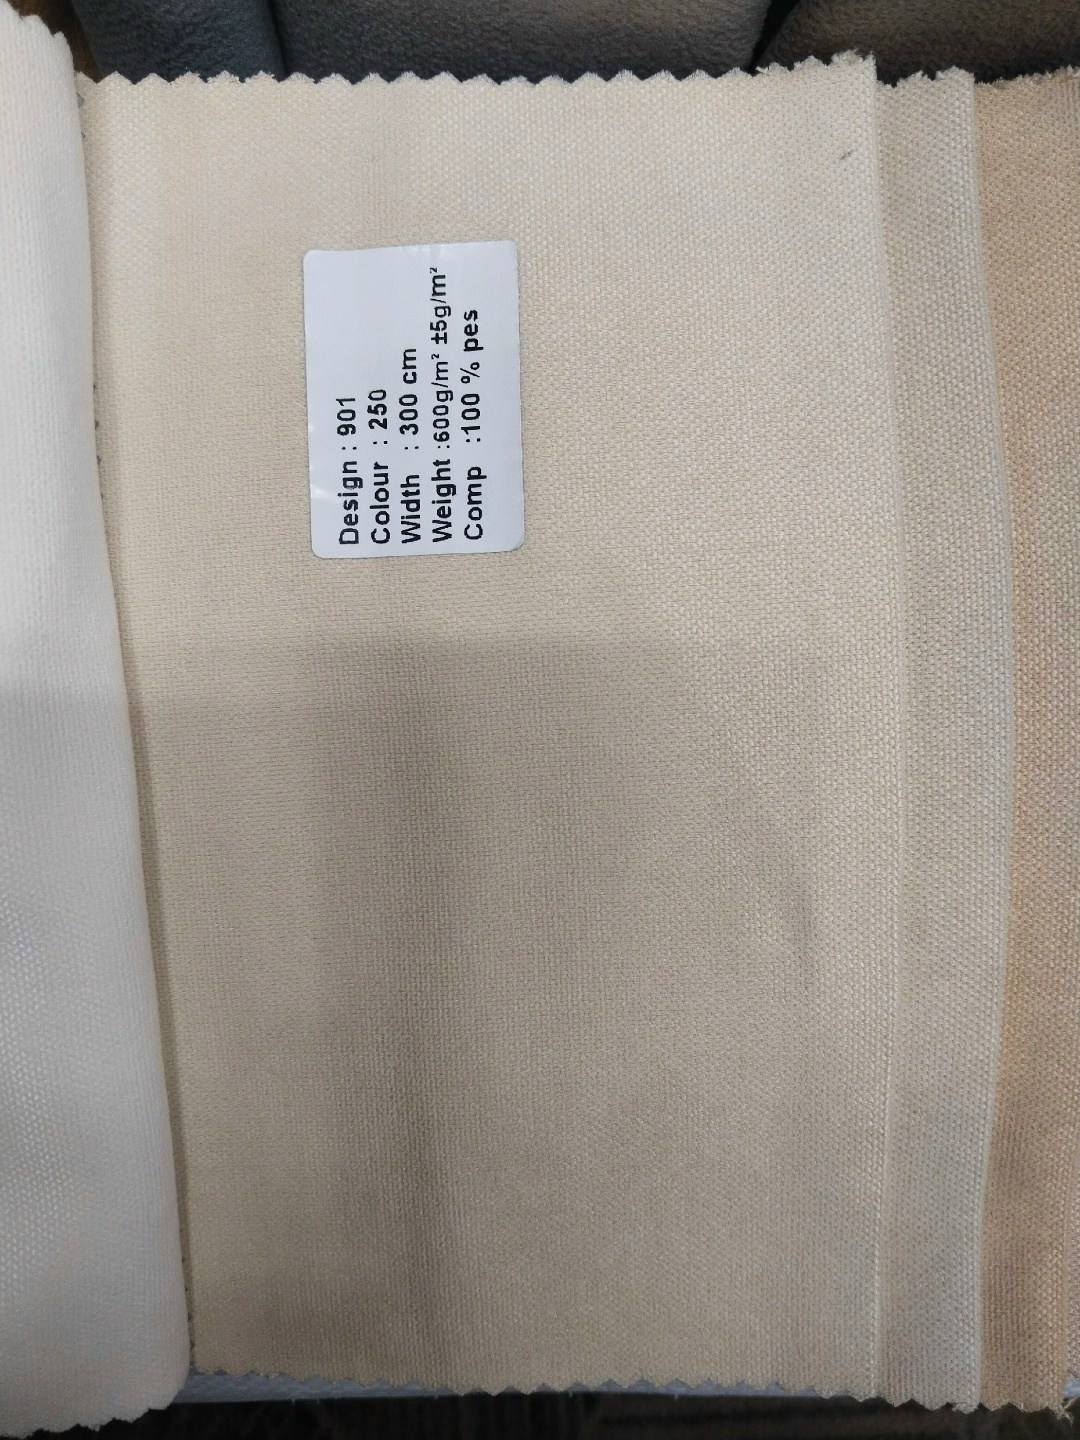 Design : 901
Colour : 250
Width : 300 cm
Weight :600g/m² ±5g/m²
Comp :100 % pes